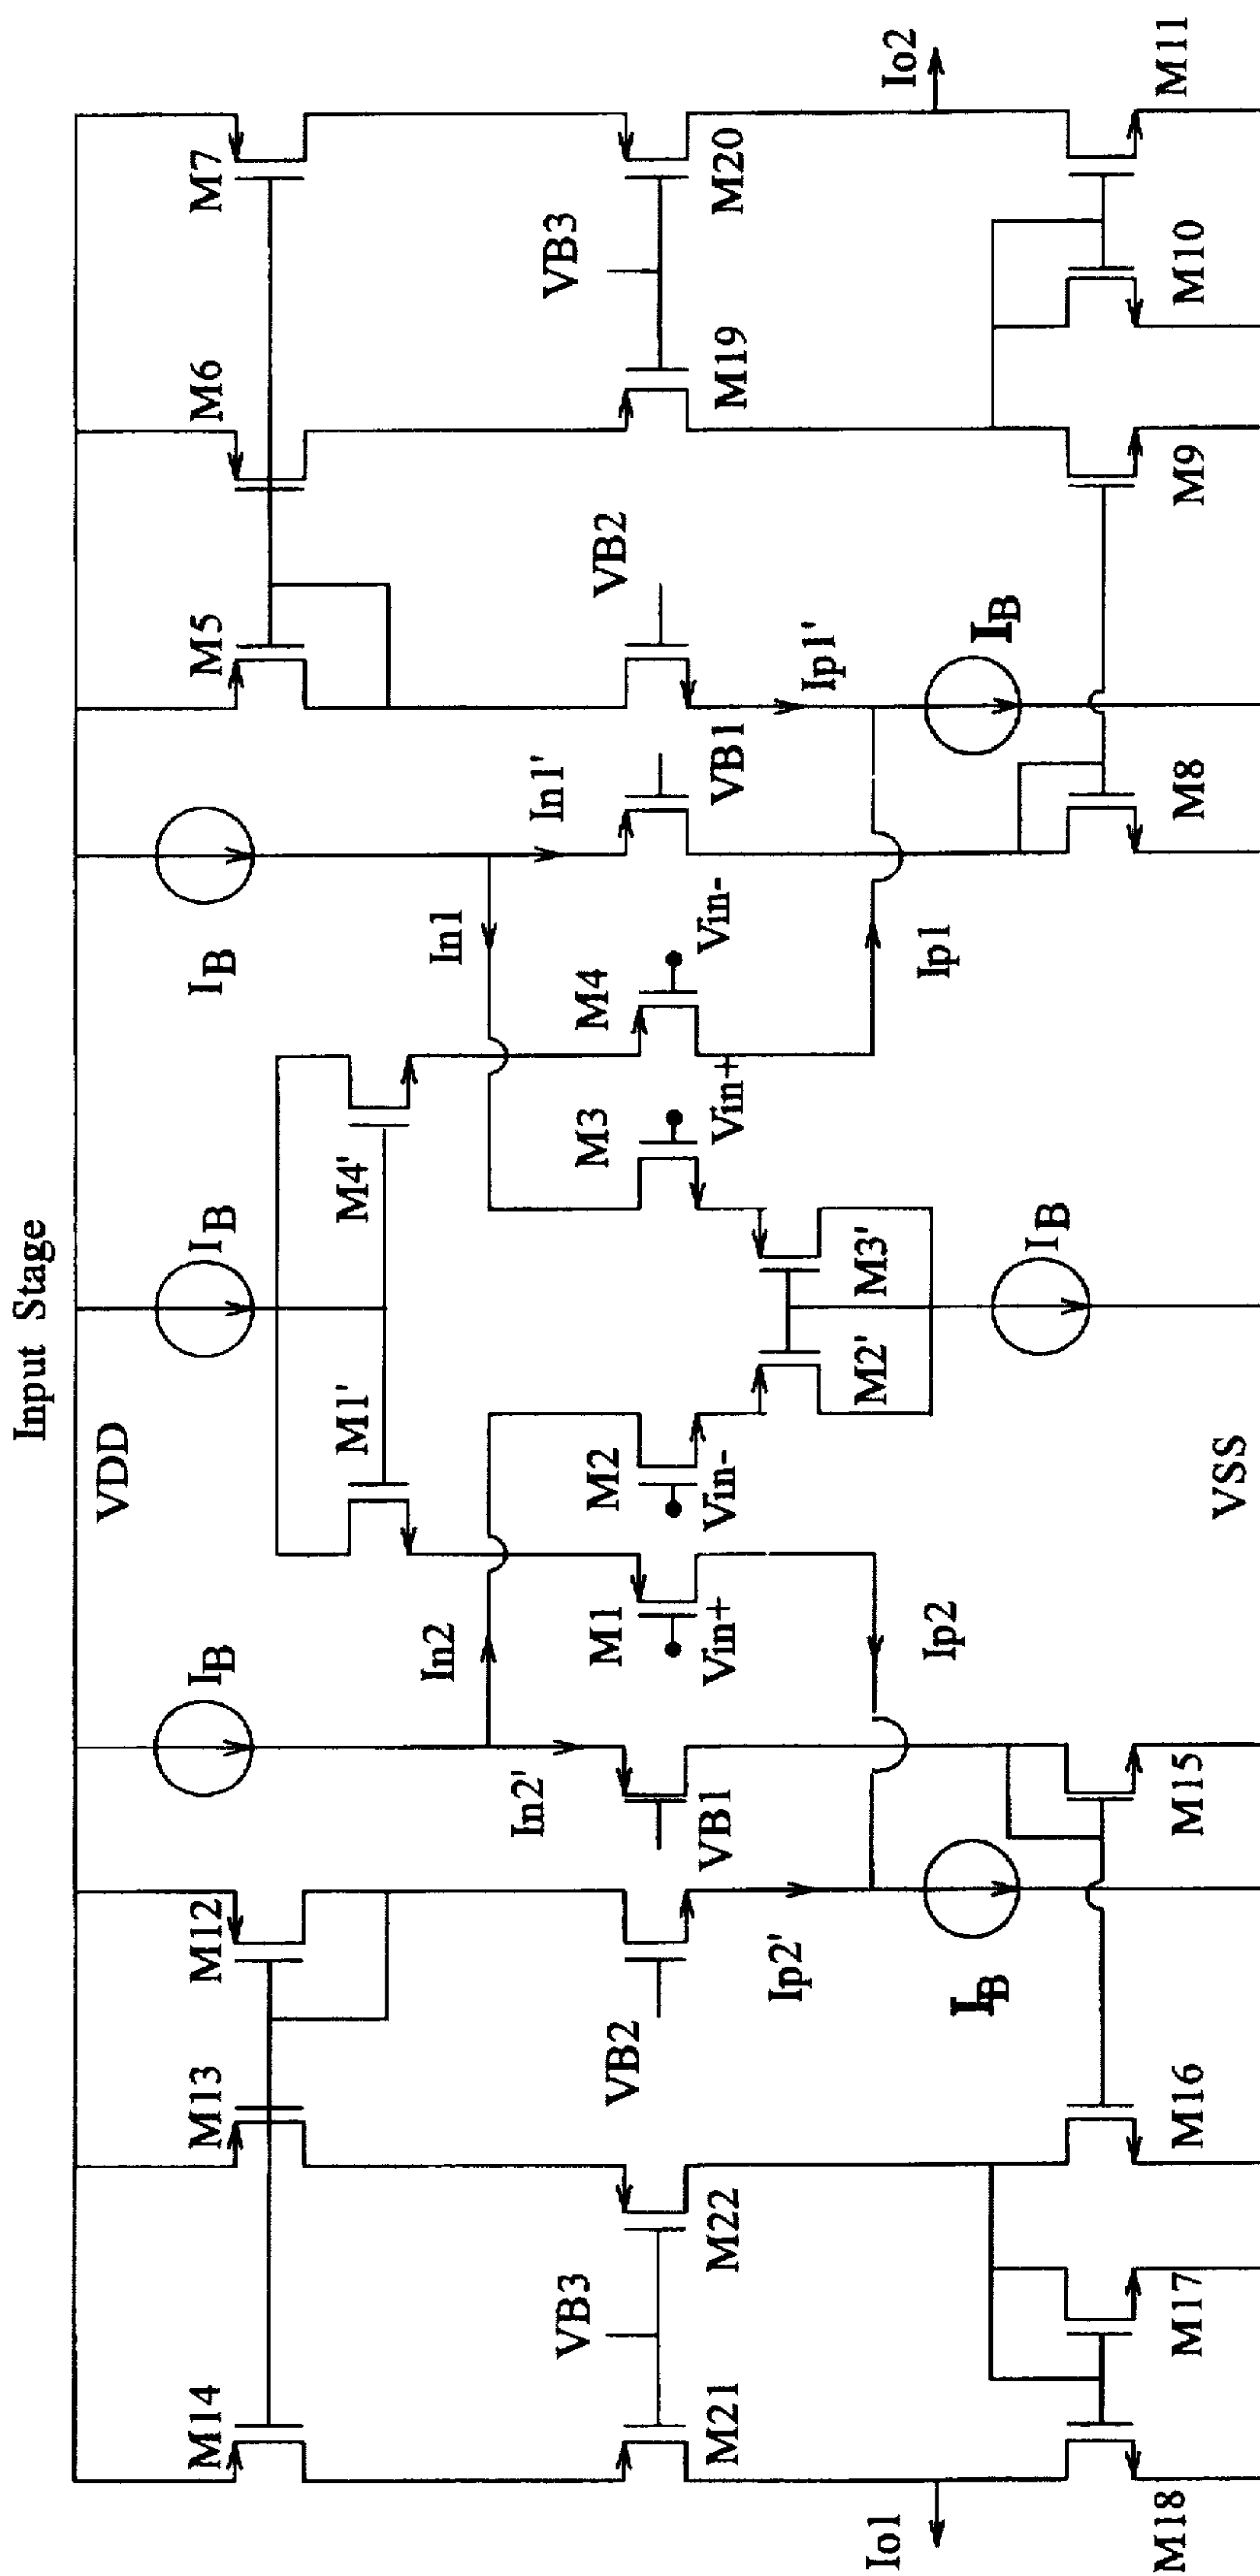 Input Stage
VDD
M14 M13 M12 IB IB IB M5 M6 M7
M1' M4'
In2 In1
In2' In1'
VB3 VB3
VB2 M1 M2 M3 M4 VB2
M21 M22 VB1 Vin+ Vin- Vin+ Vin- VB1 M19 M20
Ip2' Ip1'
M2' M3'
Io1 Io2
Ip2 Ip1
IB IB IB
M18 M17 M16 M15 M8 M9 M10 M11
VSS